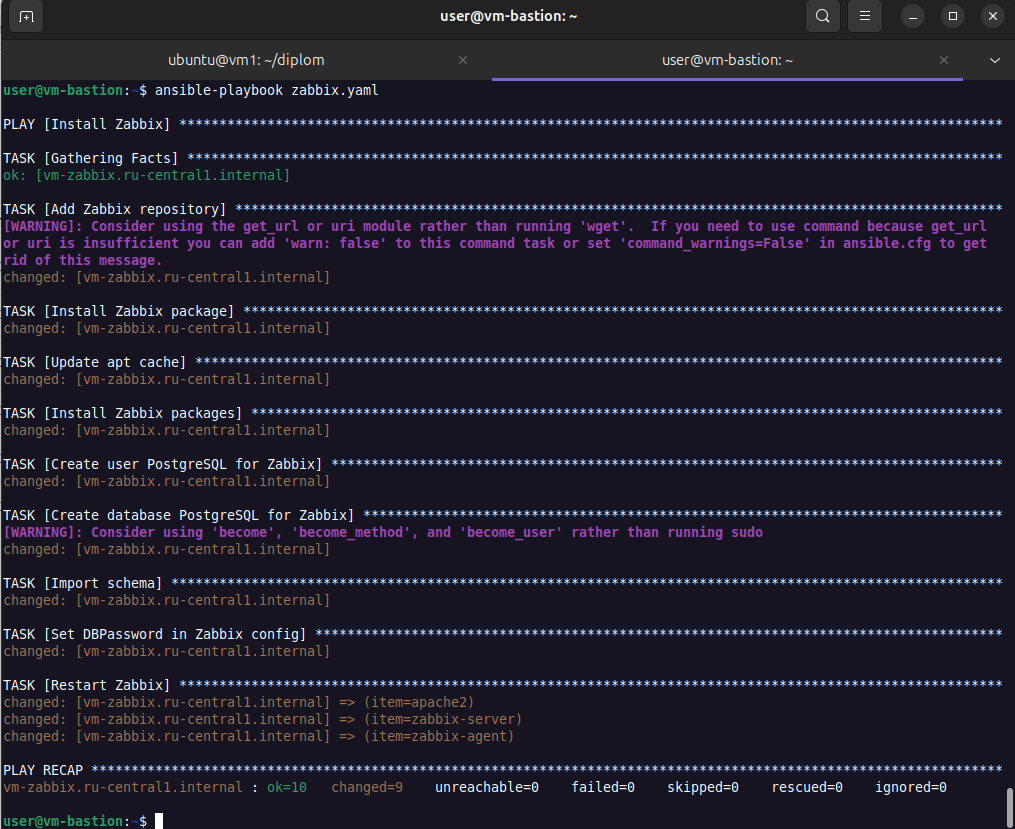 user@vm-bastion: ~
ubuntu@vm1: ~/diplom
user@vm-bastion: ~
user@vm-bastion:~$ ansible-playbook zabbix.yaml
PLAY [Install Zabbix] *******************************************************************************************************
TASK [Gathering Facts] ******************************************************************************************************
ok: [vm-zabbix.ru-central1.internal]
TASK [Add Zabbix repository] ************************************************************************************************
[WARNING]: Consider using the get_url or uri module rather than running 'wget'.  If you need to use command because get_url
or uri is insufficient you can add 'warn: false' to this command task or set 'command_warnings=False' in ansible.cfg to get
rid of this message.
changed: [vm-zabbix.ru-central1.internal]
TASK [Install Zabbix package] ***********************************************************************************************
changed: [vm-zabbix.ru-central1.internal]
TASK [Update apt cache] *****************************************************************************************************
changed: [vm-zabbix.ru-central1.internal]
TASK [Install Zabbix packages] **********************************************************************************************
changed: [vm-zabbix.ru-central1.internal]
TASK [Create user PostgreSQL for Zabbix] ************************************************************************************
changed: [vm-zabbix.ru-central1.internal]
TASK [Create database PostgreSQL for Zabbix] ********************************************************************************
[WARNING]: Consider using 'become', 'become_method', and 'become_user' rather than running sudo
changed: [vm-zabbix.ru-central1.internal]
TASK [Import schema] ********************************************************************************************************
changed: [vm-zabbix.ru-central1.internal]
TASK [Set DBPassword in Zabbix config] **************************************************************************************
changed: [vm-zabbix.ru-central1.internal]
TASK [Restart Zabbix] *******************************************************************************************************
changed: [vm-zabbix.ru-central1.internal] => (item=apache2)
changed: [vm-zabbix.ru-central1.internal] => (item=zabbix-server)
changed: [vm-zabbix.ru-central1.internal] => (item=zabbix-agent)
PLAY RECAP ******************************************************************************************************************
vm-zabbix.ru-central1.internal : ok=10   changed=9    unreachable=0    failed=0    skipped=0    rescued=0    ignored=0
user@vm-bastion:~$